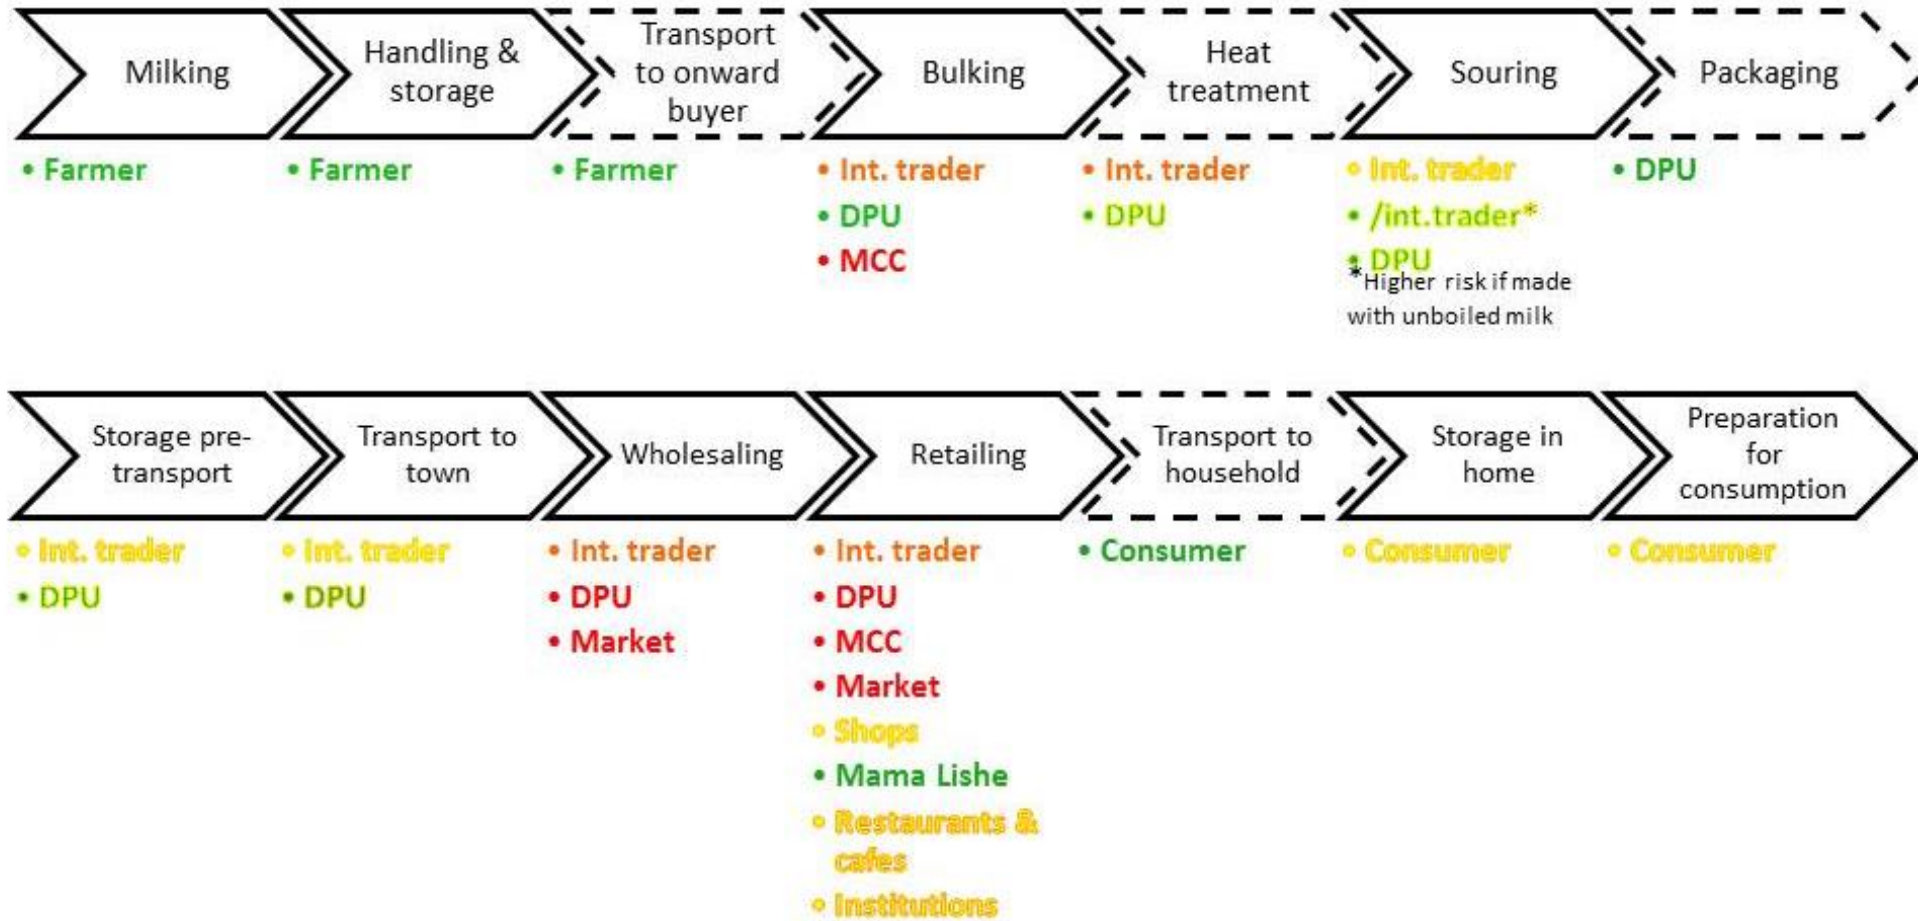 Milking
Handling &
storage
Transport
to onward
buyer
Bulking
Heat
treatment
Souring
Packaging
• Farmer
• Farmer
• Farmer
• Int. trader
• DPU
• MCC
• Int. trader
• DPU
• Int. trader
• /int.trader*
• DPU
*Higher risk if made
with unboiled milk
• DPU
Storage pre-
transport
Transport to
town
Wholesaling
Retailing
Transport to
household
Storage in
home
Preparation
for
consumption
• Int. trader
• DPU
• Int. trader
• DPU
• Int. trader
• DPU
• Market
• Int. trader
• DPU
• MCC
• Market
• Shops
• Mama Lishe
• Restaurants &
cafes
• Institutions
• Consumer
• Consumer
• Consumer